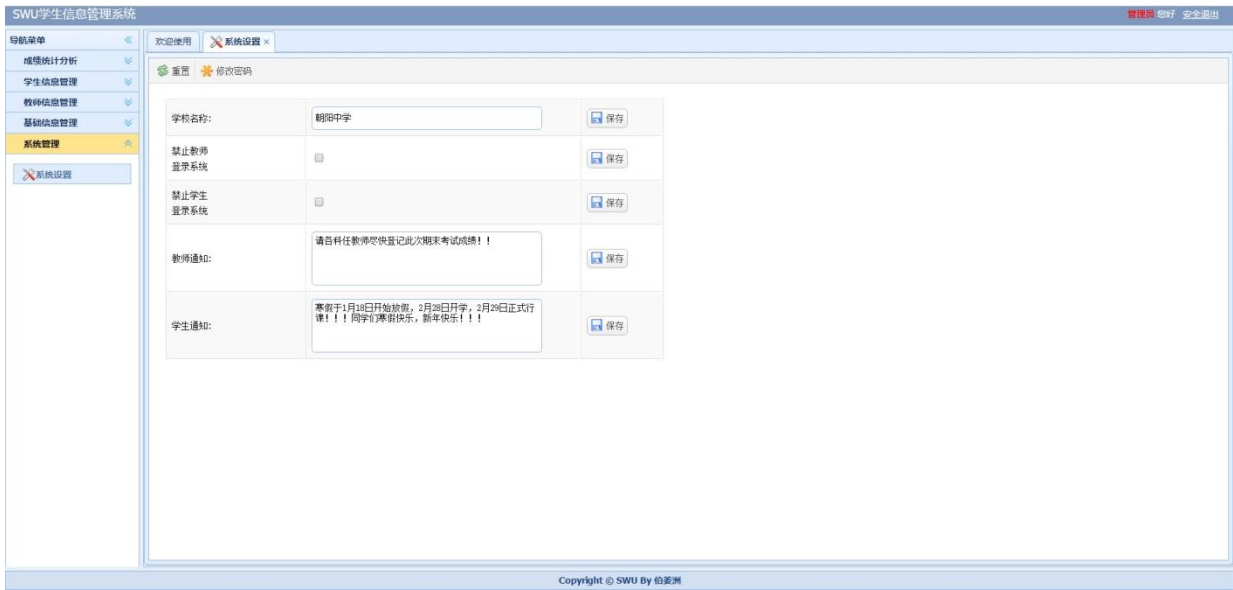 SWU学生信息管理系统
管理员 您好 安全退出
导航菜单
成绩统计分析
学生信息管理
教师信息管理
基础信息管理
系统管理
系统设置
欢迎使用 系统设置
重置 修改密码
学校名称: 朝阳中学 保存
禁止教师
登录系统
保存
禁止学生
登录系统
保存
教师通知:
请各科任教师尽快登记此次期末考试成绩！！
保存
学生通知:
寒假于1月18日开始放假，2月28日开学，2月29日正式行
课！！！同学们寒假快乐，新年快乐！！！
保存
Copyright © SWU By 伯姜洲